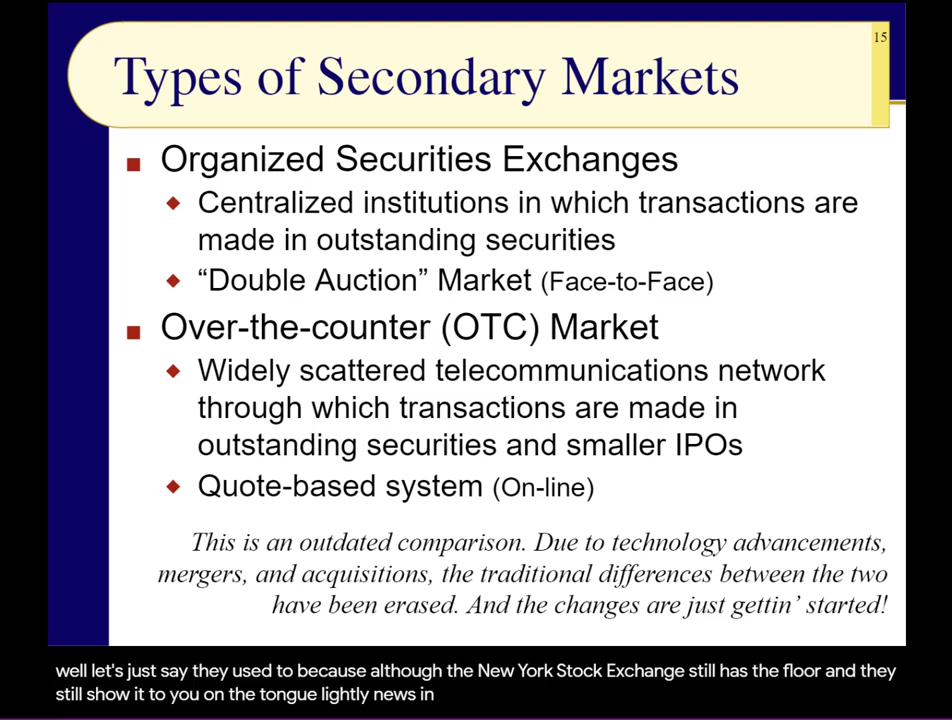 15
Types of Secondary Markets
Organized Securities Exchanges
Centralized institutions in which transactions are
made in outstanding securities
“Double Auction” Market (Face-to-Face)
Over-the-counter (OTC) Market
Widely scattered telecommunications network
through which transactions are made in
outstanding securities and smaller IPOs
Quote-based system (On-line)
This is an outdated comparison. Due to technology advancements,
mergers, and acquisitions, the traditional differences between the two
have been erased. And the changes are just gettin’ started!
well let's just say they used to because although the New York Stock Exchange still has the floor and they
still show it to you on the tongue lightly news in